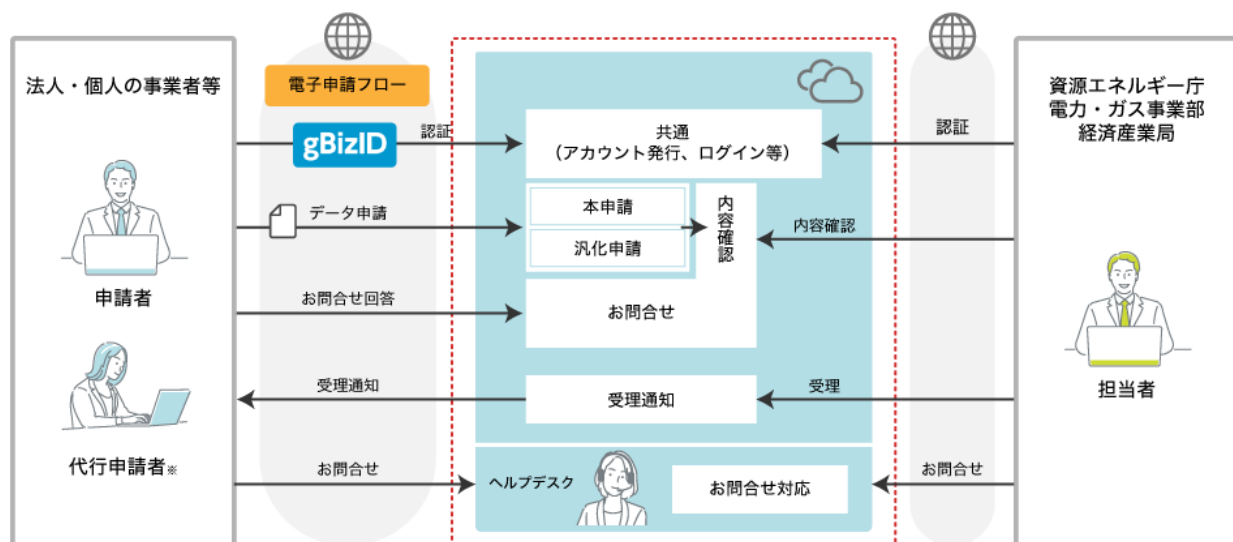 法人・個人の事業者等
申請者
代行申請者※
電子申請フロー
gBizID
認証
データ申請
お問合せ回答
受理通知
お問合せ
共通
（アカウント発行、ログイン等）
本申請
汎化申請
内容確認
お問合せ
受理通知
ヘルプデスク
お問合せ対応
認証
内容確認
受理
お問合せ
資源エネルギー庁
電力・ガス事業部
経済産業局
担当者